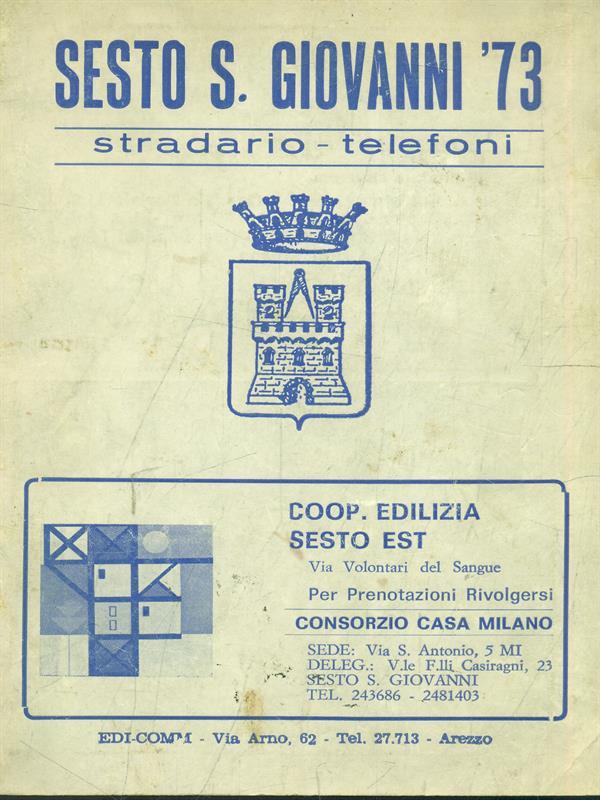 SESTO S. GIOVANNI '73
stradario - telefoni
COOP. EDILIZIA
SESTO EST
Via Volontari del Sangue
Per Prenotazioni Rivolgersi
CONSORZIO CASA MILANO
SEDE: Via S. Antonio, 5 MI
DELEG.: V.le F.lli Casiragni, 23
SESTO S. GIOVANNI
TEL. 243686 - 2481403
EDI-COMM - Via Arno, 62 - Tel. 27.713 - Arezzo